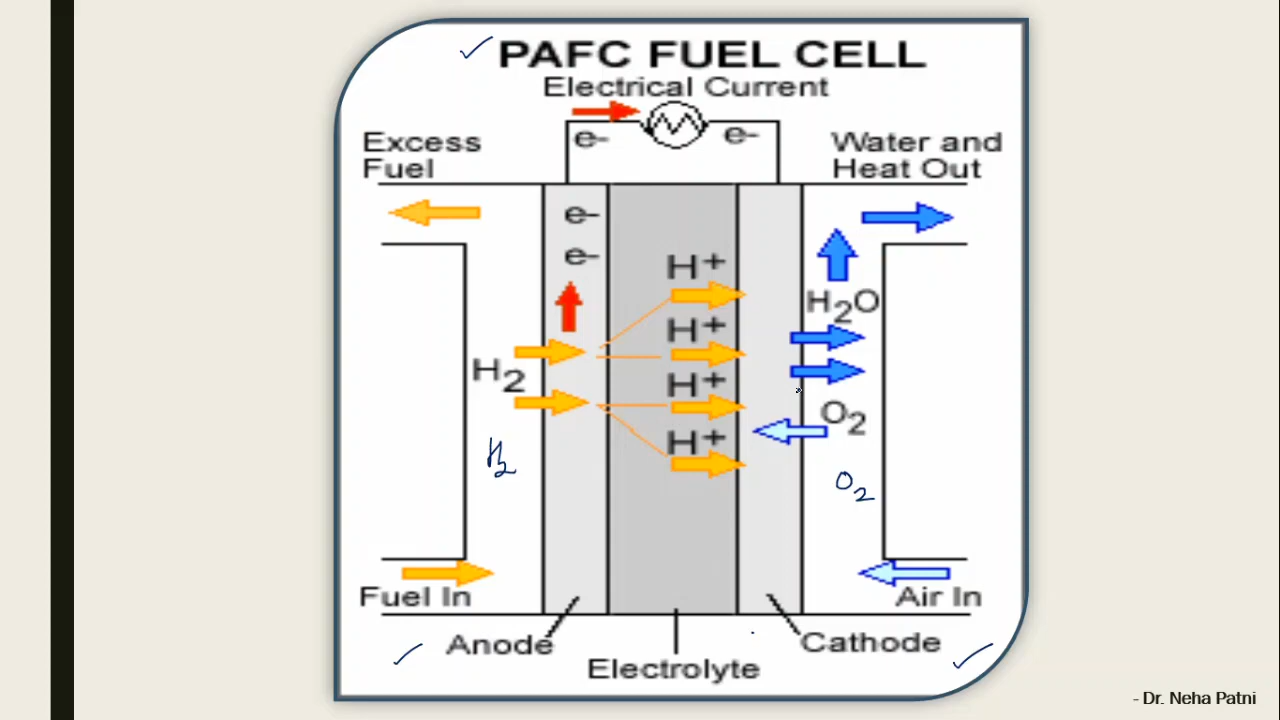 PAFC FUEL CELL
Electrical Current
e- e-
Excess
Fuel
Water and
Heat Out
e-
e-
H+
H2O
H+
H2
H+
O2
H+
H2
O2
Fuel In
Air In
Anode
Cathode
Electrolyte
- Dr. Neha Patni